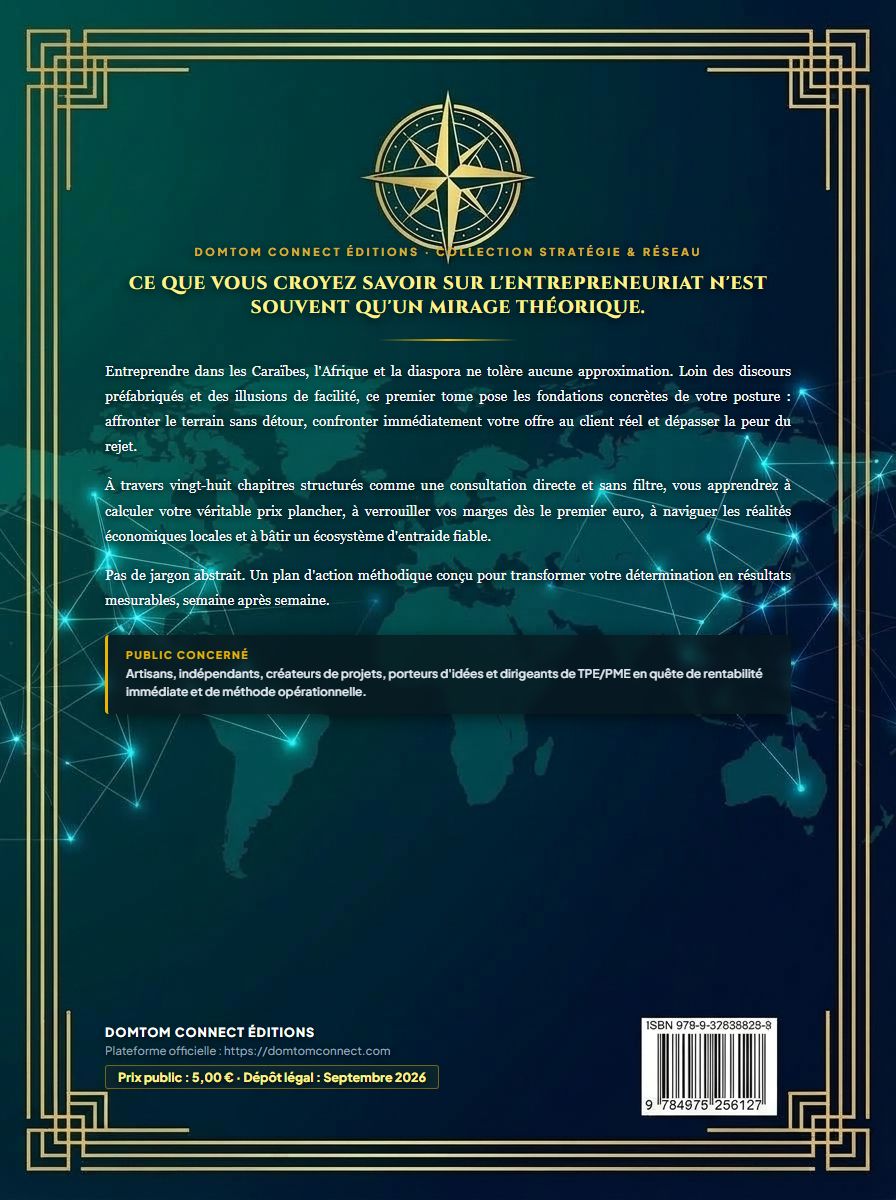 DOMTOM CONNECT ÉDITIONS · COLLECTION STRATÉGIE & RÉSEAU
CE QUE VOUS CROYEZ SAVOIR SUR L'ENTREPRENEURIAT N'EST
SOUVENT QU'UN MIRAGE THÉORIQUE.
Entreprendre dans les Caraïbes, l'Afrique et la diaspora ne tolère aucune approximation. Loin des discours
préfabriqués et des illusions de facilité, ce premier tome pose les fondations concrètes de votre posture :
affronter le terrain sans détour, confronter immédiatement votre offre au client réel et dépasser la peur du
rejet.
À travers vingt-huit chapitres structurés comme une consultation directe et sans filtre, vous apprendrez à
calculer votre véritable prix plancher, à verrouiller vos marges dès le premier euro, à naviguer les réalités
économiques locales et à bâtir un écosystème d'entraide fiable.
Pas de jargon abstrait. Un plan d'action méthodique conçu pour transformer votre détermination en résultats
mesurables, semaine après semaine.
PUBLIC CONCERNÉ
Artisans, indépendants, créateurs de projets, porteurs d'idées et dirigeants de TPE/PME en quête de rentabilité
immédiate et de méthode opérationnelle.
DOMTOM CONNECT ÉDITIONS
Plateforme officielle : https://domtomconnect.com
Prix public : 5,00 € · Dépôt légal : Septembre 2026
ISBN 978-9-37838828-8
9 784975 256127